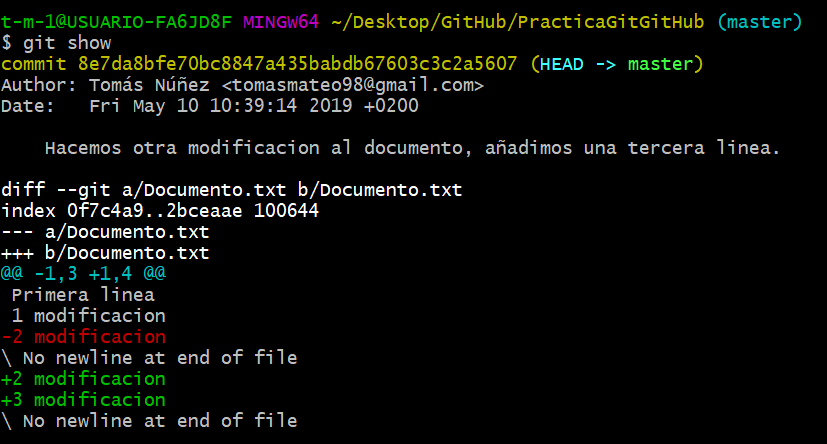 t-m-1@USUARIO-FA6JD8F MINGW64 ~/Desktop/GitHub/PracticaGitGitHub (master)
$ git show
commit 8e7da8bfe70bc8847a435babdb67603c3c2a5607 (HEAD -> master)
Author: Tomás Núñez <tomasmateo98@gmail.com>
Date:   Fri May 10 10:39:14 2019 +0200

    Hacemos otra modificacion al documento, añadimos una tercera linea.

diff --git a/Documento.txt b/Documento.txt
index 0f7c4a9..2bceaae 100644
--- a/Documento.txt
+++ b/Documento.txt
@@ -1,3 +1,4 @@
 Primera linea
 1 modificacion
-2 modificacion
\ No newline at end of file
+2 modificacion
+3 modificacion
\ No newline at end of file